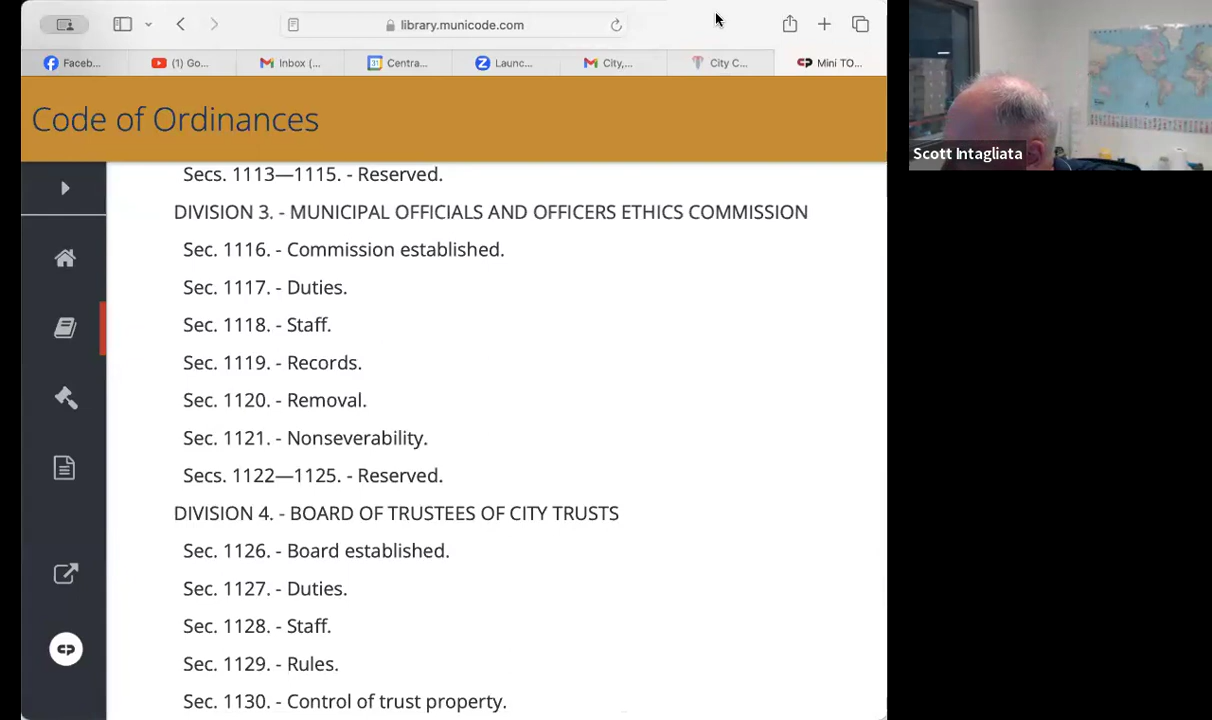 library.municode.com
Faceb...
(1) Go...
Inbox (...
Centra...
Launc...
City,...
City C...
Mini TO...
Code of Ordinances
Secs. 1113—1115. - Reserved.
DIVISION 3. - MUNICIPAL OFFICIALS AND OFFICERS ETHICS COMMISSION
Sec. 1116. - Commission established.
Sec. 1117. - Duties.
Sec. 1118. - Staff.
Sec. 1119. - Records.
Sec. 1120. - Removal.
Sec. 1121. - Nonseverability.
Secs. 1122—1125. - Reserved.
DIVISION 4. - BOARD OF TRUSTEES OF CITY TRUSTS
Sec. 1126. - Board established.
Sec. 1127. - Duties.
Sec. 1128. - Staff.
Sec. 1129. - Rules.
Sec. 1130. - Control of trust property.
Scott Intagliata